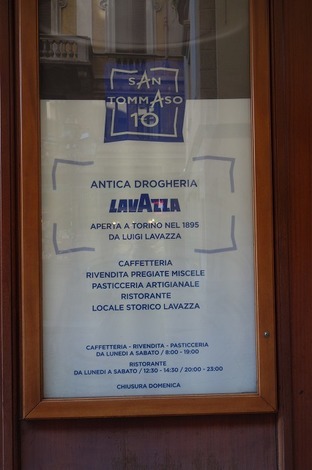 SAN
TOMMASO
10
ANTICA DROGHERIA
LAVAZZA
APERTA A TORINO NEL 1895
DA LUIGI LAVAZZA
CAFFETTERIA
RIVENDITA PREGIATE MISCELE
PASTICCERIA ARTIGIANALE
RISTORANTE
LOCALE STORICO LAVAZZA
CAFFETTERIA - RIVENDITA - PASTICCERIA
DA LUNEDI A SABATO / 8:00 - 19:00
RISTORANTE
DA LUNEDI A SABATO / 12:30 - 14:30 / 20:00 - 23:00
CHIUSURA DOMENICA